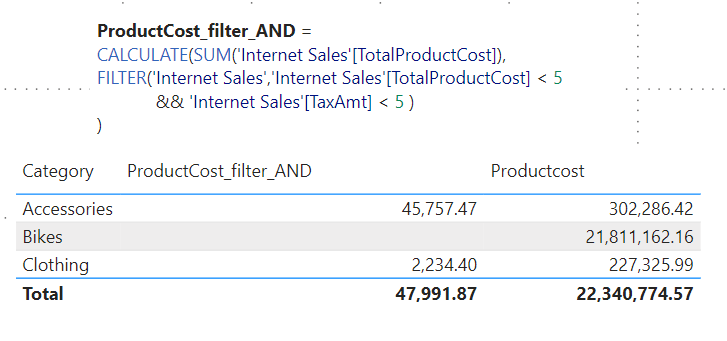 ProductCost_filter_AND =
CALCULATE(SUM('Internet Sales'[TotalProductCost]),
FILTER('Internet Sales','Internet Sales'[TotalProductCost] < 5
&& 'Internet Sales'[TaxAmt] < 5 )
)
Category ProductCost_filter_AND Productcost
Accessories 45,757.47 302,286.42
Bikes 21,811,162.16
Clothing 2,234.40 227,325.99
Total 47,991.87 22,340,774.57